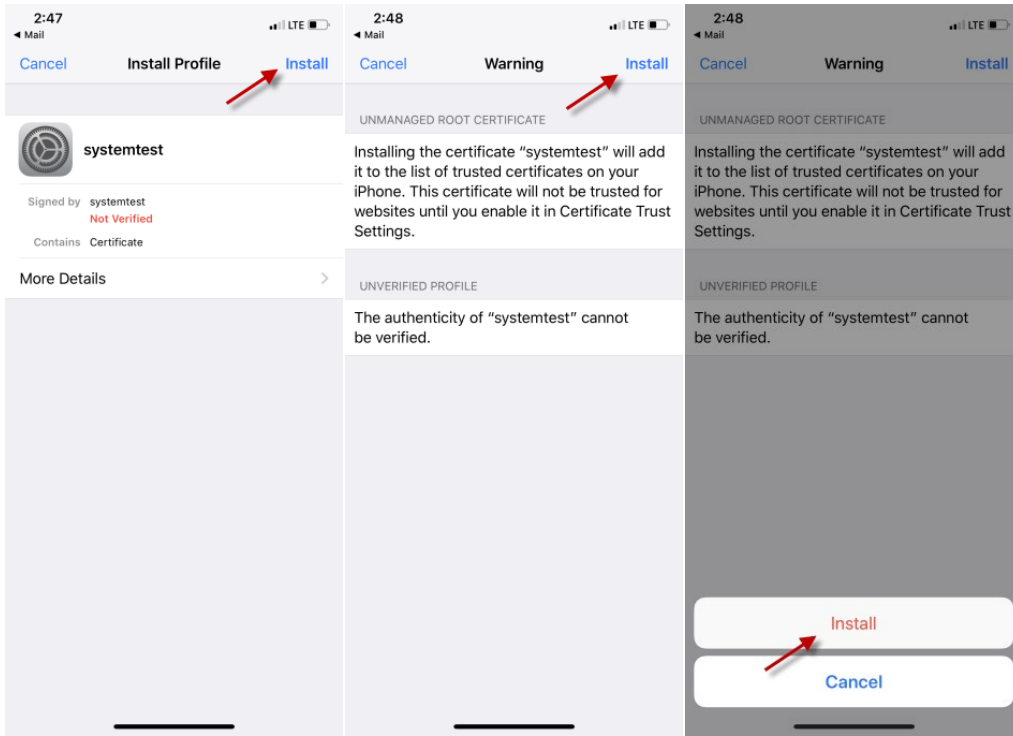 2:47
LTE
◀ Mail
Cancel
Install Profile
Install
systemtest
Signed by systemtest
Not Verified
Contains Certificate
More Details
2:48
LTE
◀ Mail
Cancel
Warning
Install
UNMANAGED ROOT CERTIFICATE
Installing the certificate “systemtest” will add
it to the list of trusted certificates on your
iPhone. This certificate will not be trusted for
websites until you enable it in Certificate Trust
Settings.
UNVERIFIED PROFILE
The authenticity of “systemtest” cannot
be verified.
2:48
LTE
◀ Mail
Cancel
Warning
Install
UNMANAGED ROOT CERTIFICATE
Installing the certificate “systemtest” will add
it to the list of trusted certificates on your
iPhone. This certificate will not be trusted for
websites until you enable it in Certificate Trust
Settings.
UNVERIFIED PROFILE
The authenticity of “systemtest” cannot
be verified.
Install
Cancel